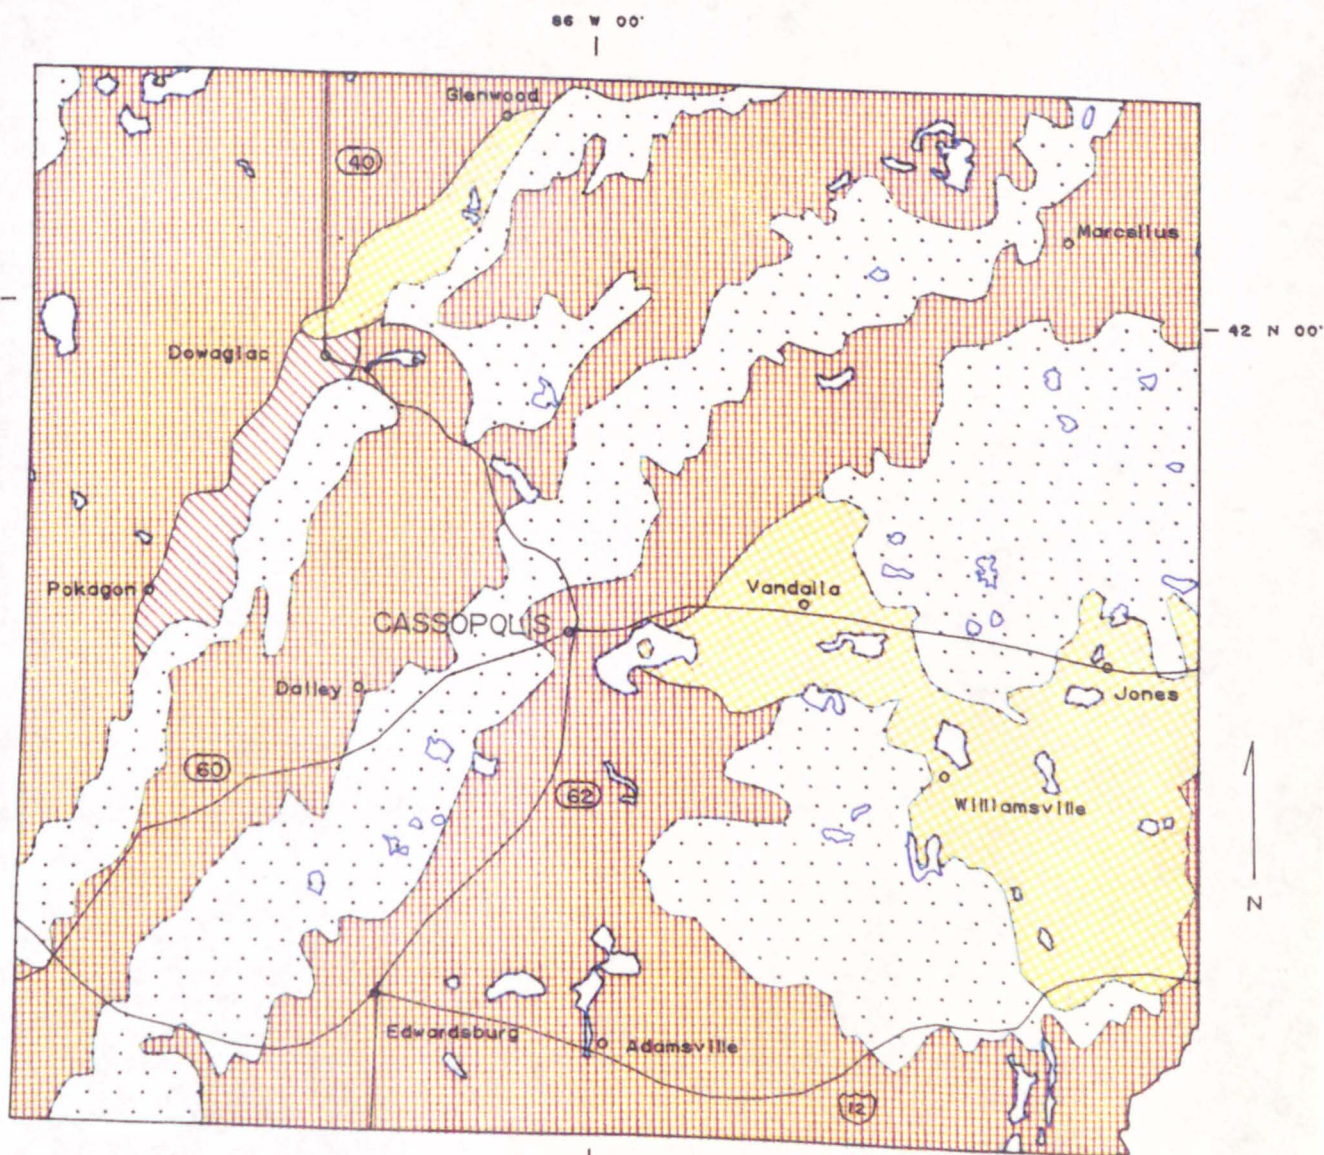 86 W 00'
Glenwood
40
Marcellus
42 N 00'
Dowagiac
Pokagon
Vandalia
CASSOPOLIS
Dailey
Jones
60
62
Williamsville
N
Edwardsburg
Adamsville
12